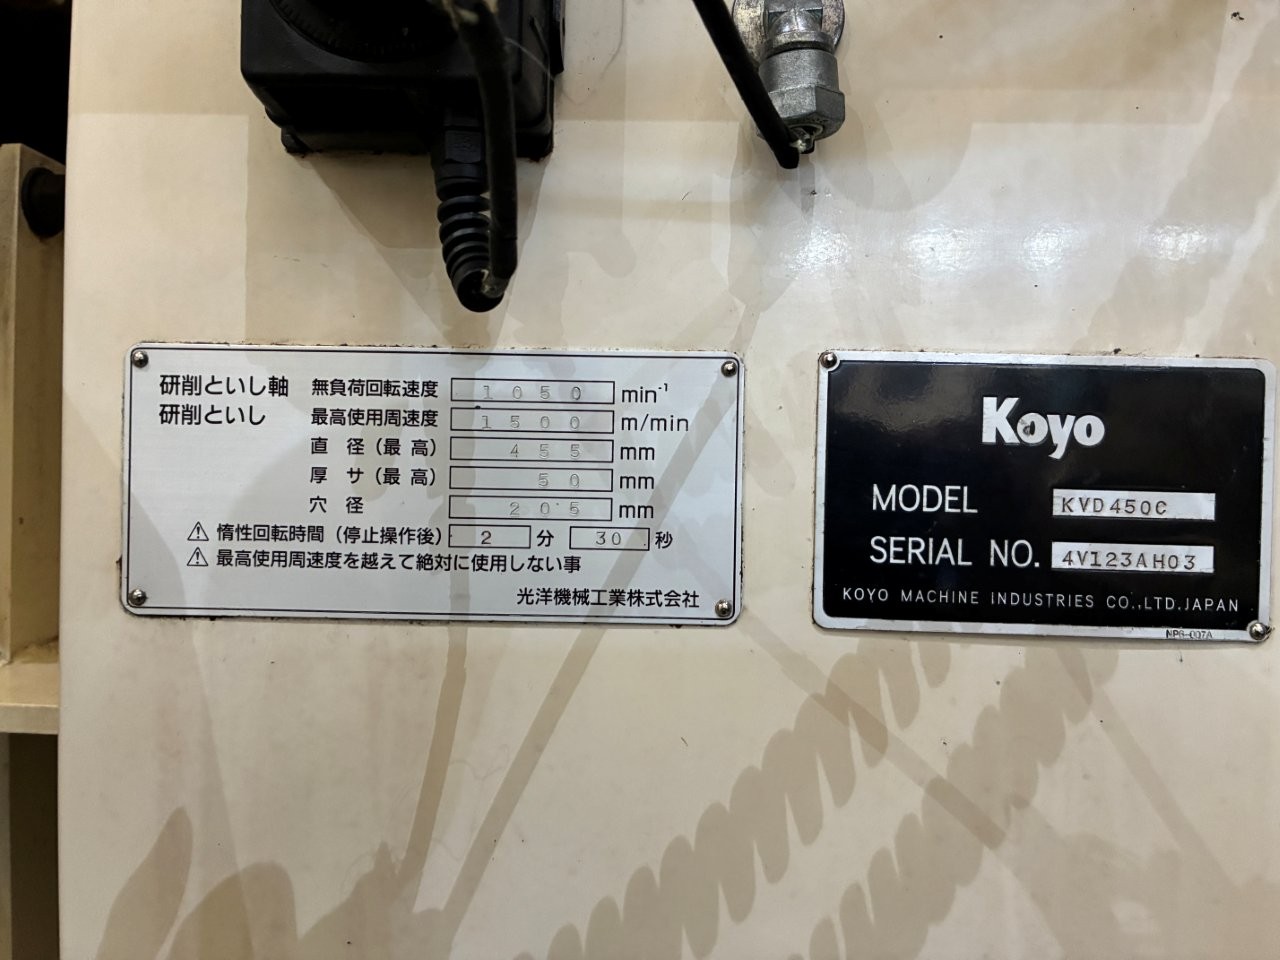 研削といし軸 無負荷回転速度 1050 min⁻¹
研削といし 最高使用周速度 1500 m/min
直 径(最 高) 455 mm
厚 サ(最 高) 50 mm
穴 径 205 mm
⚠ 惰性回転時間(停止操作後) 2 分 30 秒
⚠ 最高使用周速度を越えて絶対に使用しない事
光洋機械工業株式会社
Koyo
MODEL KVD450C
SERIAL NO. 4V123AH03
KOYO MACHINE INDUSTRIES CO.,LTD.JAPAN
NPG-007A